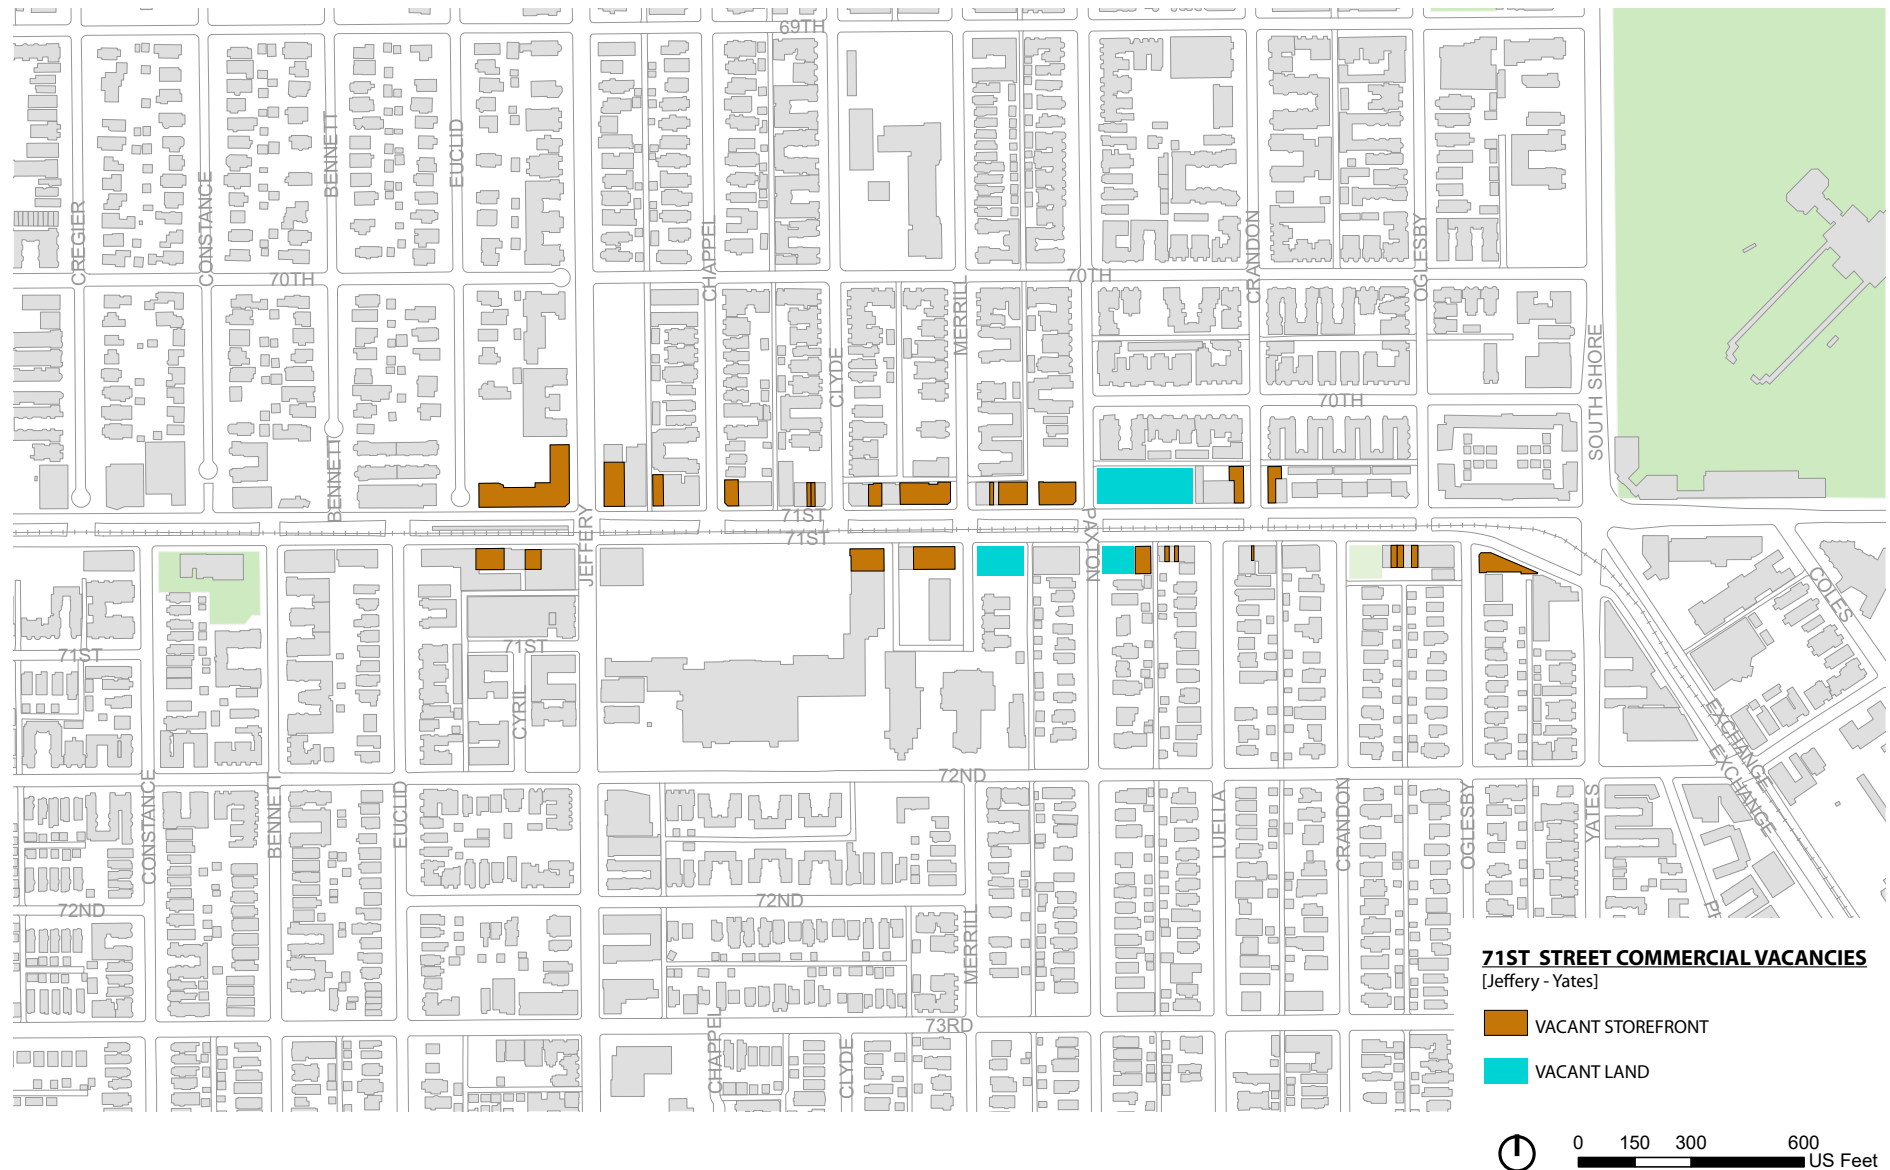 69TH
BENNETT
EUCLID
CREGIER
CONSTANCE
CHAPPEL
CRANDON
OGLESBY
70TH
70TH
MERRILL
CLYDE
SOUTH SHORE
70TH
BENNETT
JEFFERY
71ST
71ST
PAXTON
COLES
71ST
71ST
CYRIL
EXCHANGE
EXCHANGE
72ND
CONSTANCE
BENNETT
EUCLID
LUELLA
CRANDON
OGLESBY
YATES
72ND
72ND
MERRILL
73RD
CHAPPEL
CLYDE
71ST STREET COMMERCIAL VACANCIES
[Jeffery - Yates]
VACANT STOREFRONT
VACANT LAND
0 150 300 600
US Feet